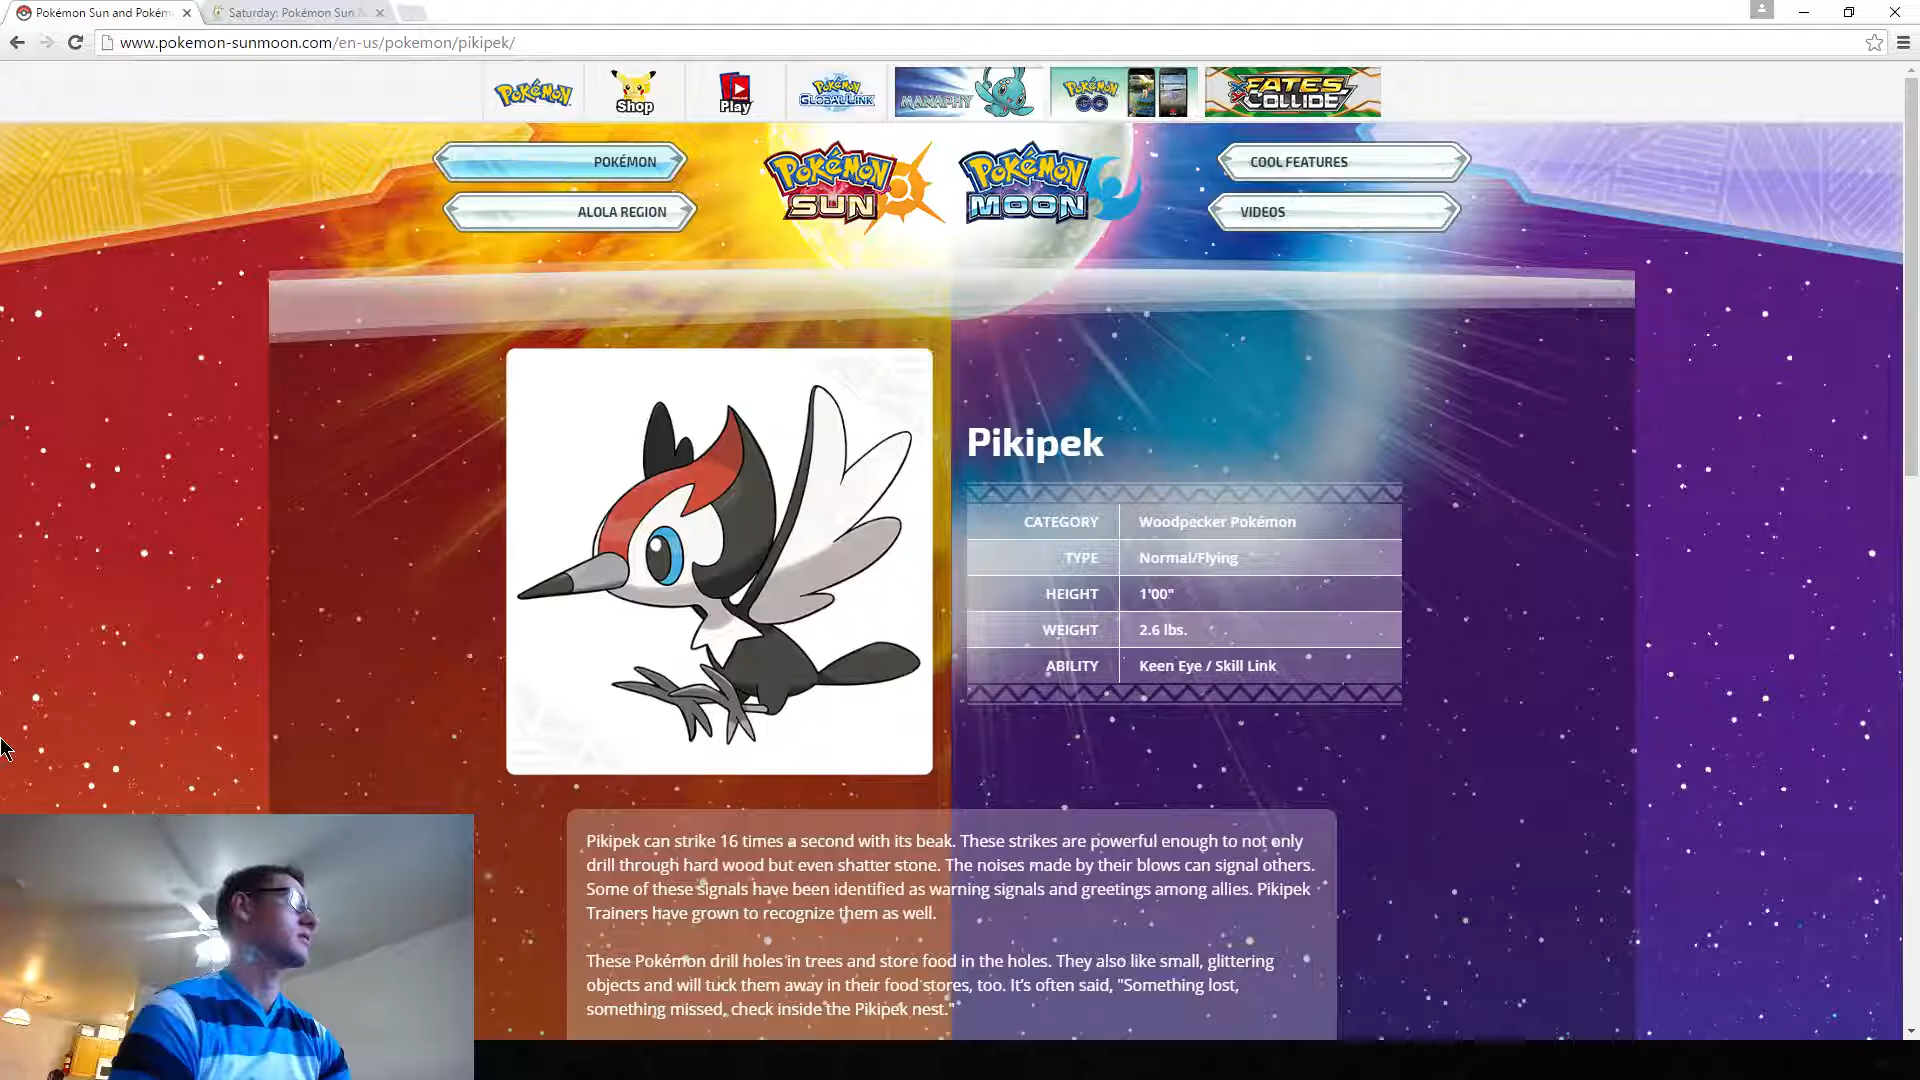 Pokémon Sun and Pokém
Saturday: Pokémon Sun
www.pokemon-sunmoon.com/en-us/pokemon/pikipek/
Pokémon
Shop
Play
Pokémon
GLOBAL LINK
MANAPHY
Pokémon
GO
XY
FATES
COLLIDE
POKÉMON
ALOLA REGION
Pokémon
SUN
Pokémon
MOON
COOL FEATURES
VIDEOS
Pikipek
CATEGORY Woodpecker Pokémon
TYPE Normal/Flying
HEIGHT 1'00"
WEIGHT 2.6 lbs.
ABILITY Keen Eye / Skill Link
Pikipek can strike 16 times a second with its beak. These strikes are powerful enough to not only
drill through hard wood but even shatter stone. The noises made by their blows can signal others.
Some of these signals have been identified as warning signals and greetings among allies. Pikipek
Trainers have grown to recognize them as well.
These Pokémon drill holes in trees and store food in the holes. They also like small, glittering
objects and will tuck them away in their food stores, too. It's often said, "Something lost,
something missed, check inside the Pikipek nest."